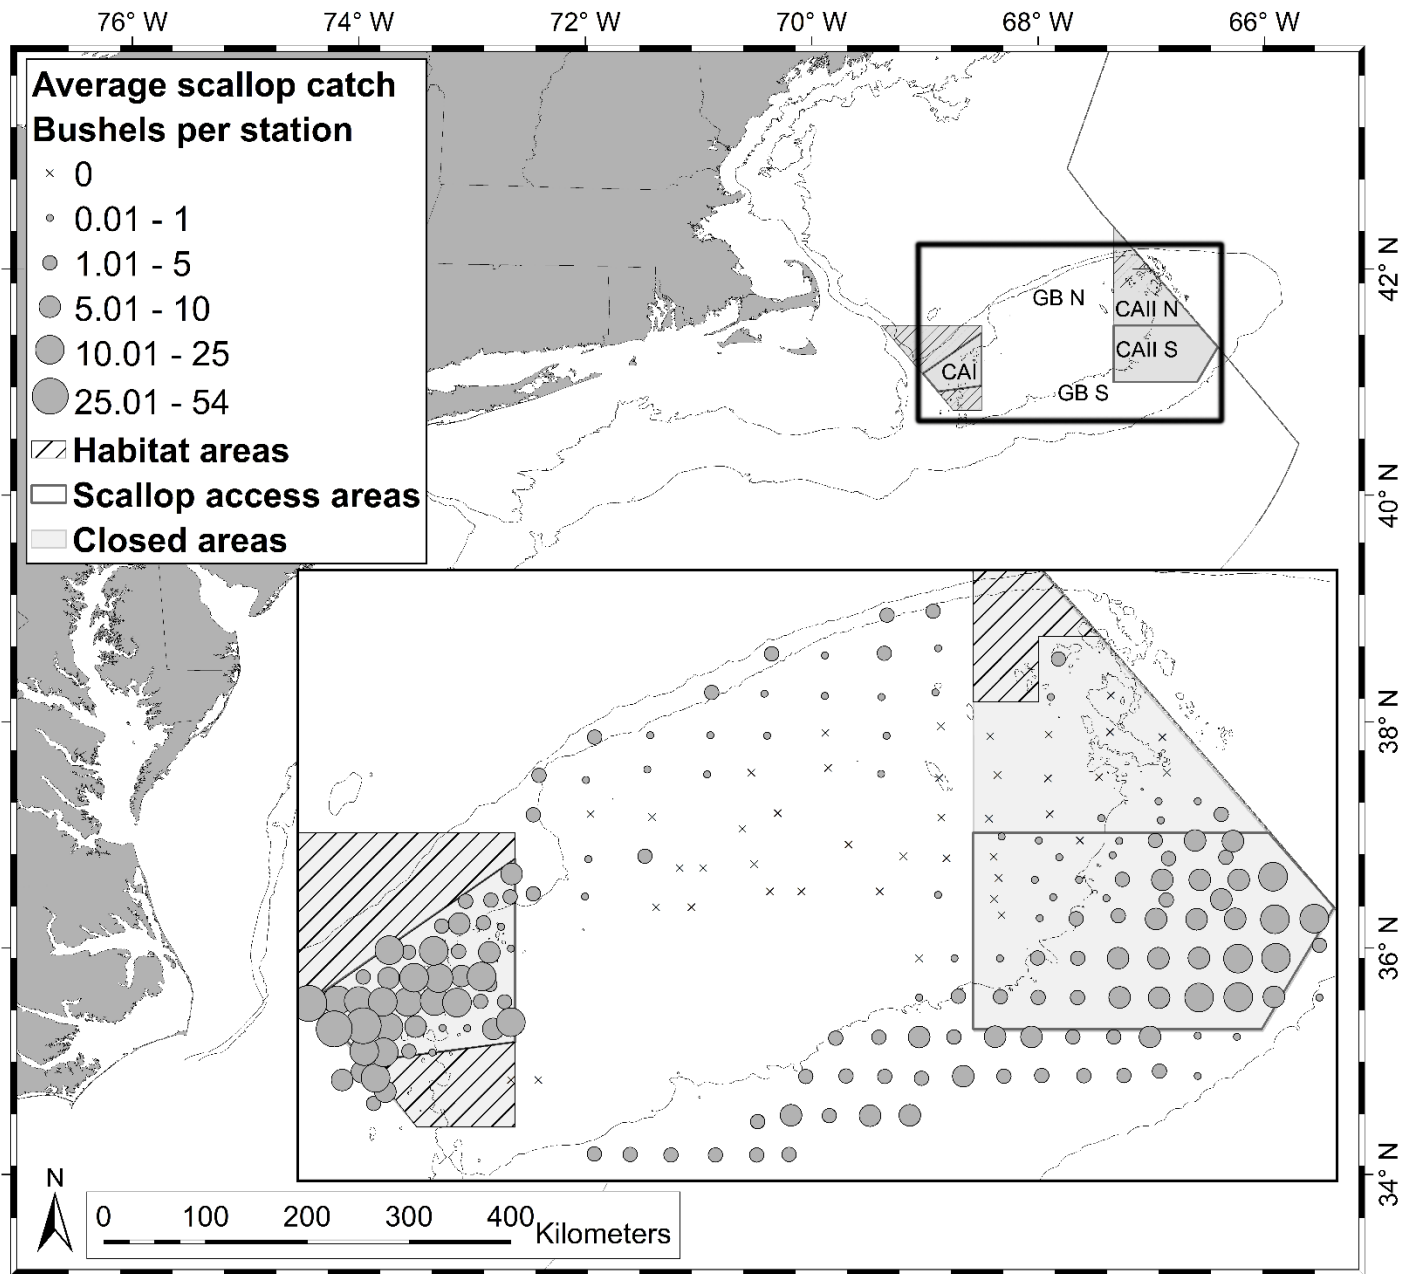 76° W 74° W 72° W 70° W 68° W 66° W
Average scallop catch
Bushels per station
0
0.01 - 1
1.01 - 5
5.01 - 10
10.01 - 25
25.01 - 54
Habitat areas
Scallop access areas
Closed areas
GB N
CAII N
CAII S
CAI
GB S
42° N
40° N
38° N
36° N
34° N
N
0 100 200 300 400
Kilometers